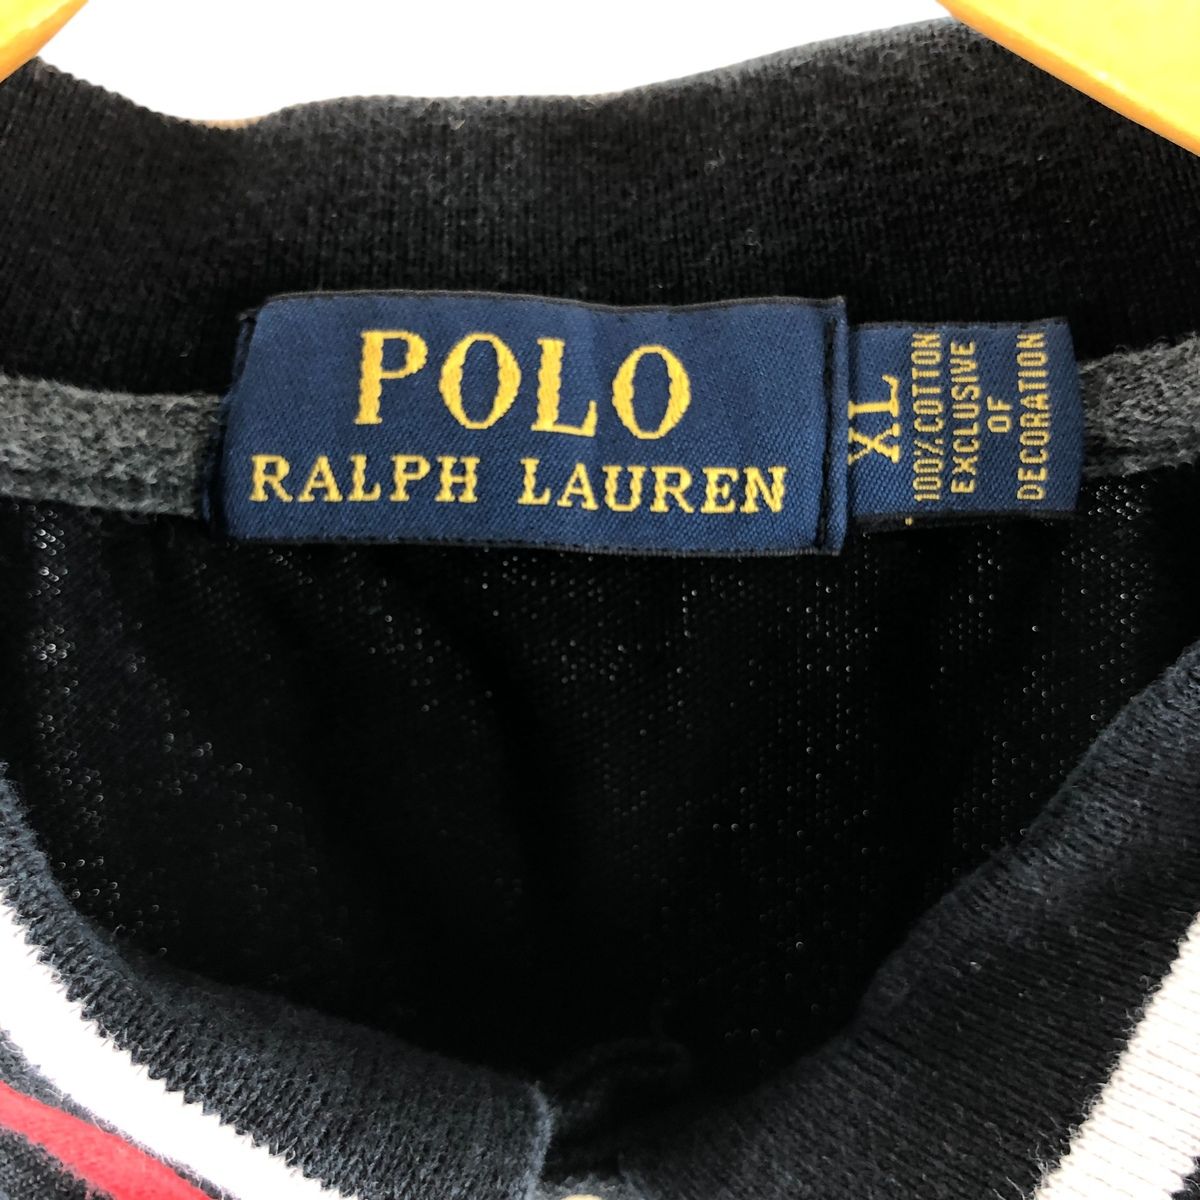 POLO
RALPH LAUREN
XL
100% COTTON
EXCLUSIVE
OF
DECORATION